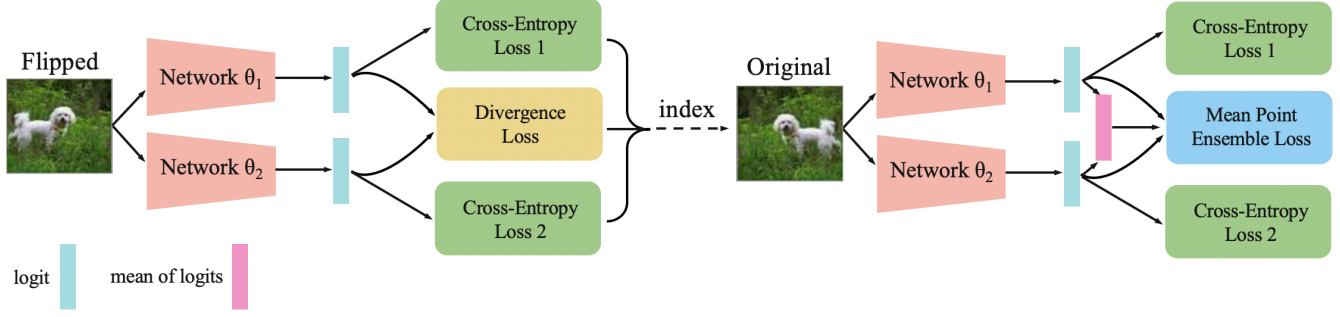 Flipped
Network θ₁
Network θ₂
Cross-Entropy
Loss 1
Divergence
Loss
Cross-Entropy
Loss 2
index
Original
Network θ₁
Network θ₂
Cross-Entropy
Loss 1
Mean Point
Ensemble Loss
Cross-Entropy
Loss 2
logit
mean of logits